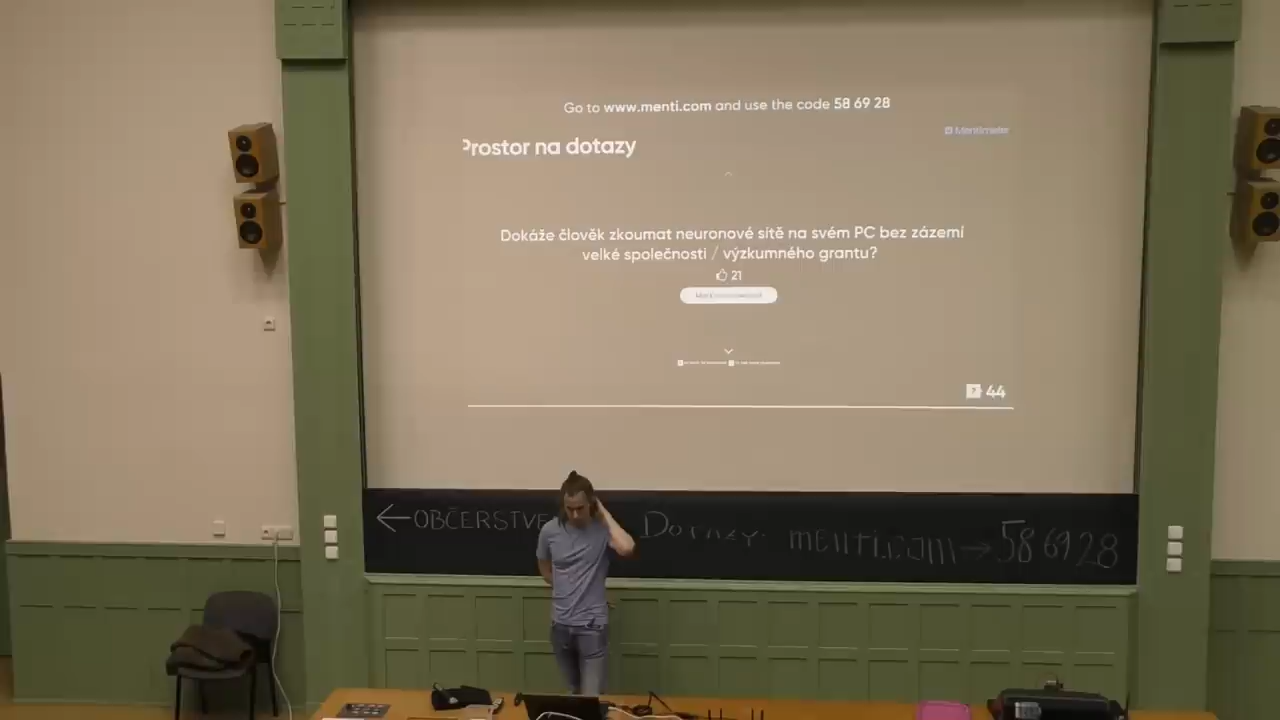 Go to www.menti.com and use the code 58 69 28
Mentimeter
Prostor na dotazy
Dokáže člověk zkoumat neuronové sítě na svém PC bez zázemí
velké společnosti / výzkumného grantu?
21
44
← OBČERSTVE
Dotazy: menti.com → 58 69 28